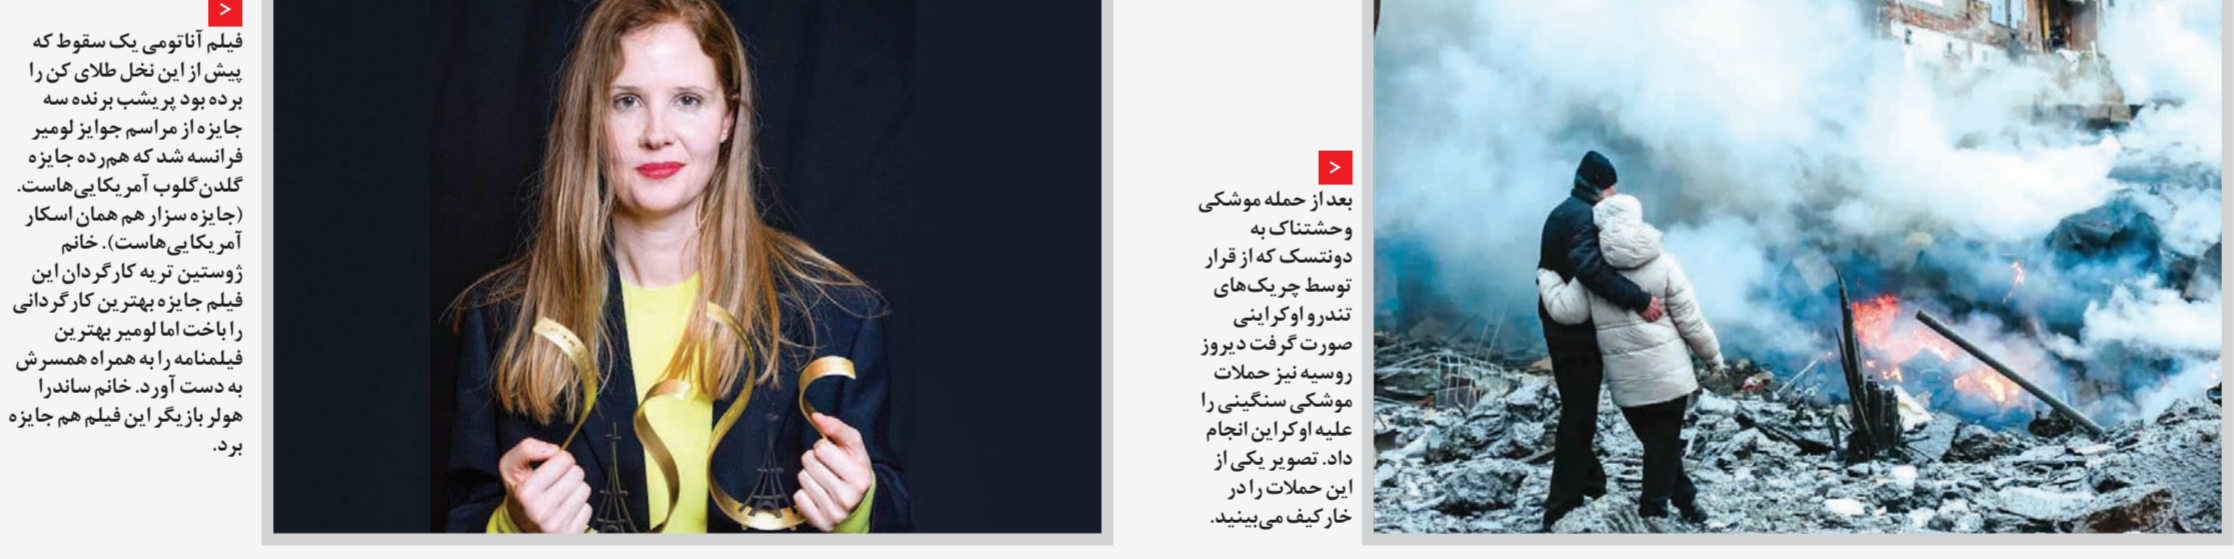 بعد از حمله موشکی
وحشتناک به
دونتسک که از قرار
توسط چریک‌های
تندرو اوکراینی
صورت گرفت دیروز
روسیه نیز حملات
موشکی سنگینی را
علیه اوکراین انجام
داد. تصویر یکی از
این حملات را در
خارکیف می‌بینید.
فیلم آناتومی یک سقوط که
پیش از این نخل طلای کن را
برده بود پریشب برنده سه
جایزه از مراسم جوایز لومیر
فرانسه شد که هم‌رده جایزه
گلدن‌گلوب آمریکایی‌هاست.
(جایزه سزار هم همان اسکار
آمریکایی‌هاست). خانم
ژوستین تریه کارگردان این
فیلم جایزه بهترین کارگردانی
را باخت اما لومیر بهترین
فیلمنامه را به همراه همسرش
به دست آورد. خانم ساندرا
هولر بازیگر این فیلم هم جایزه
برد.